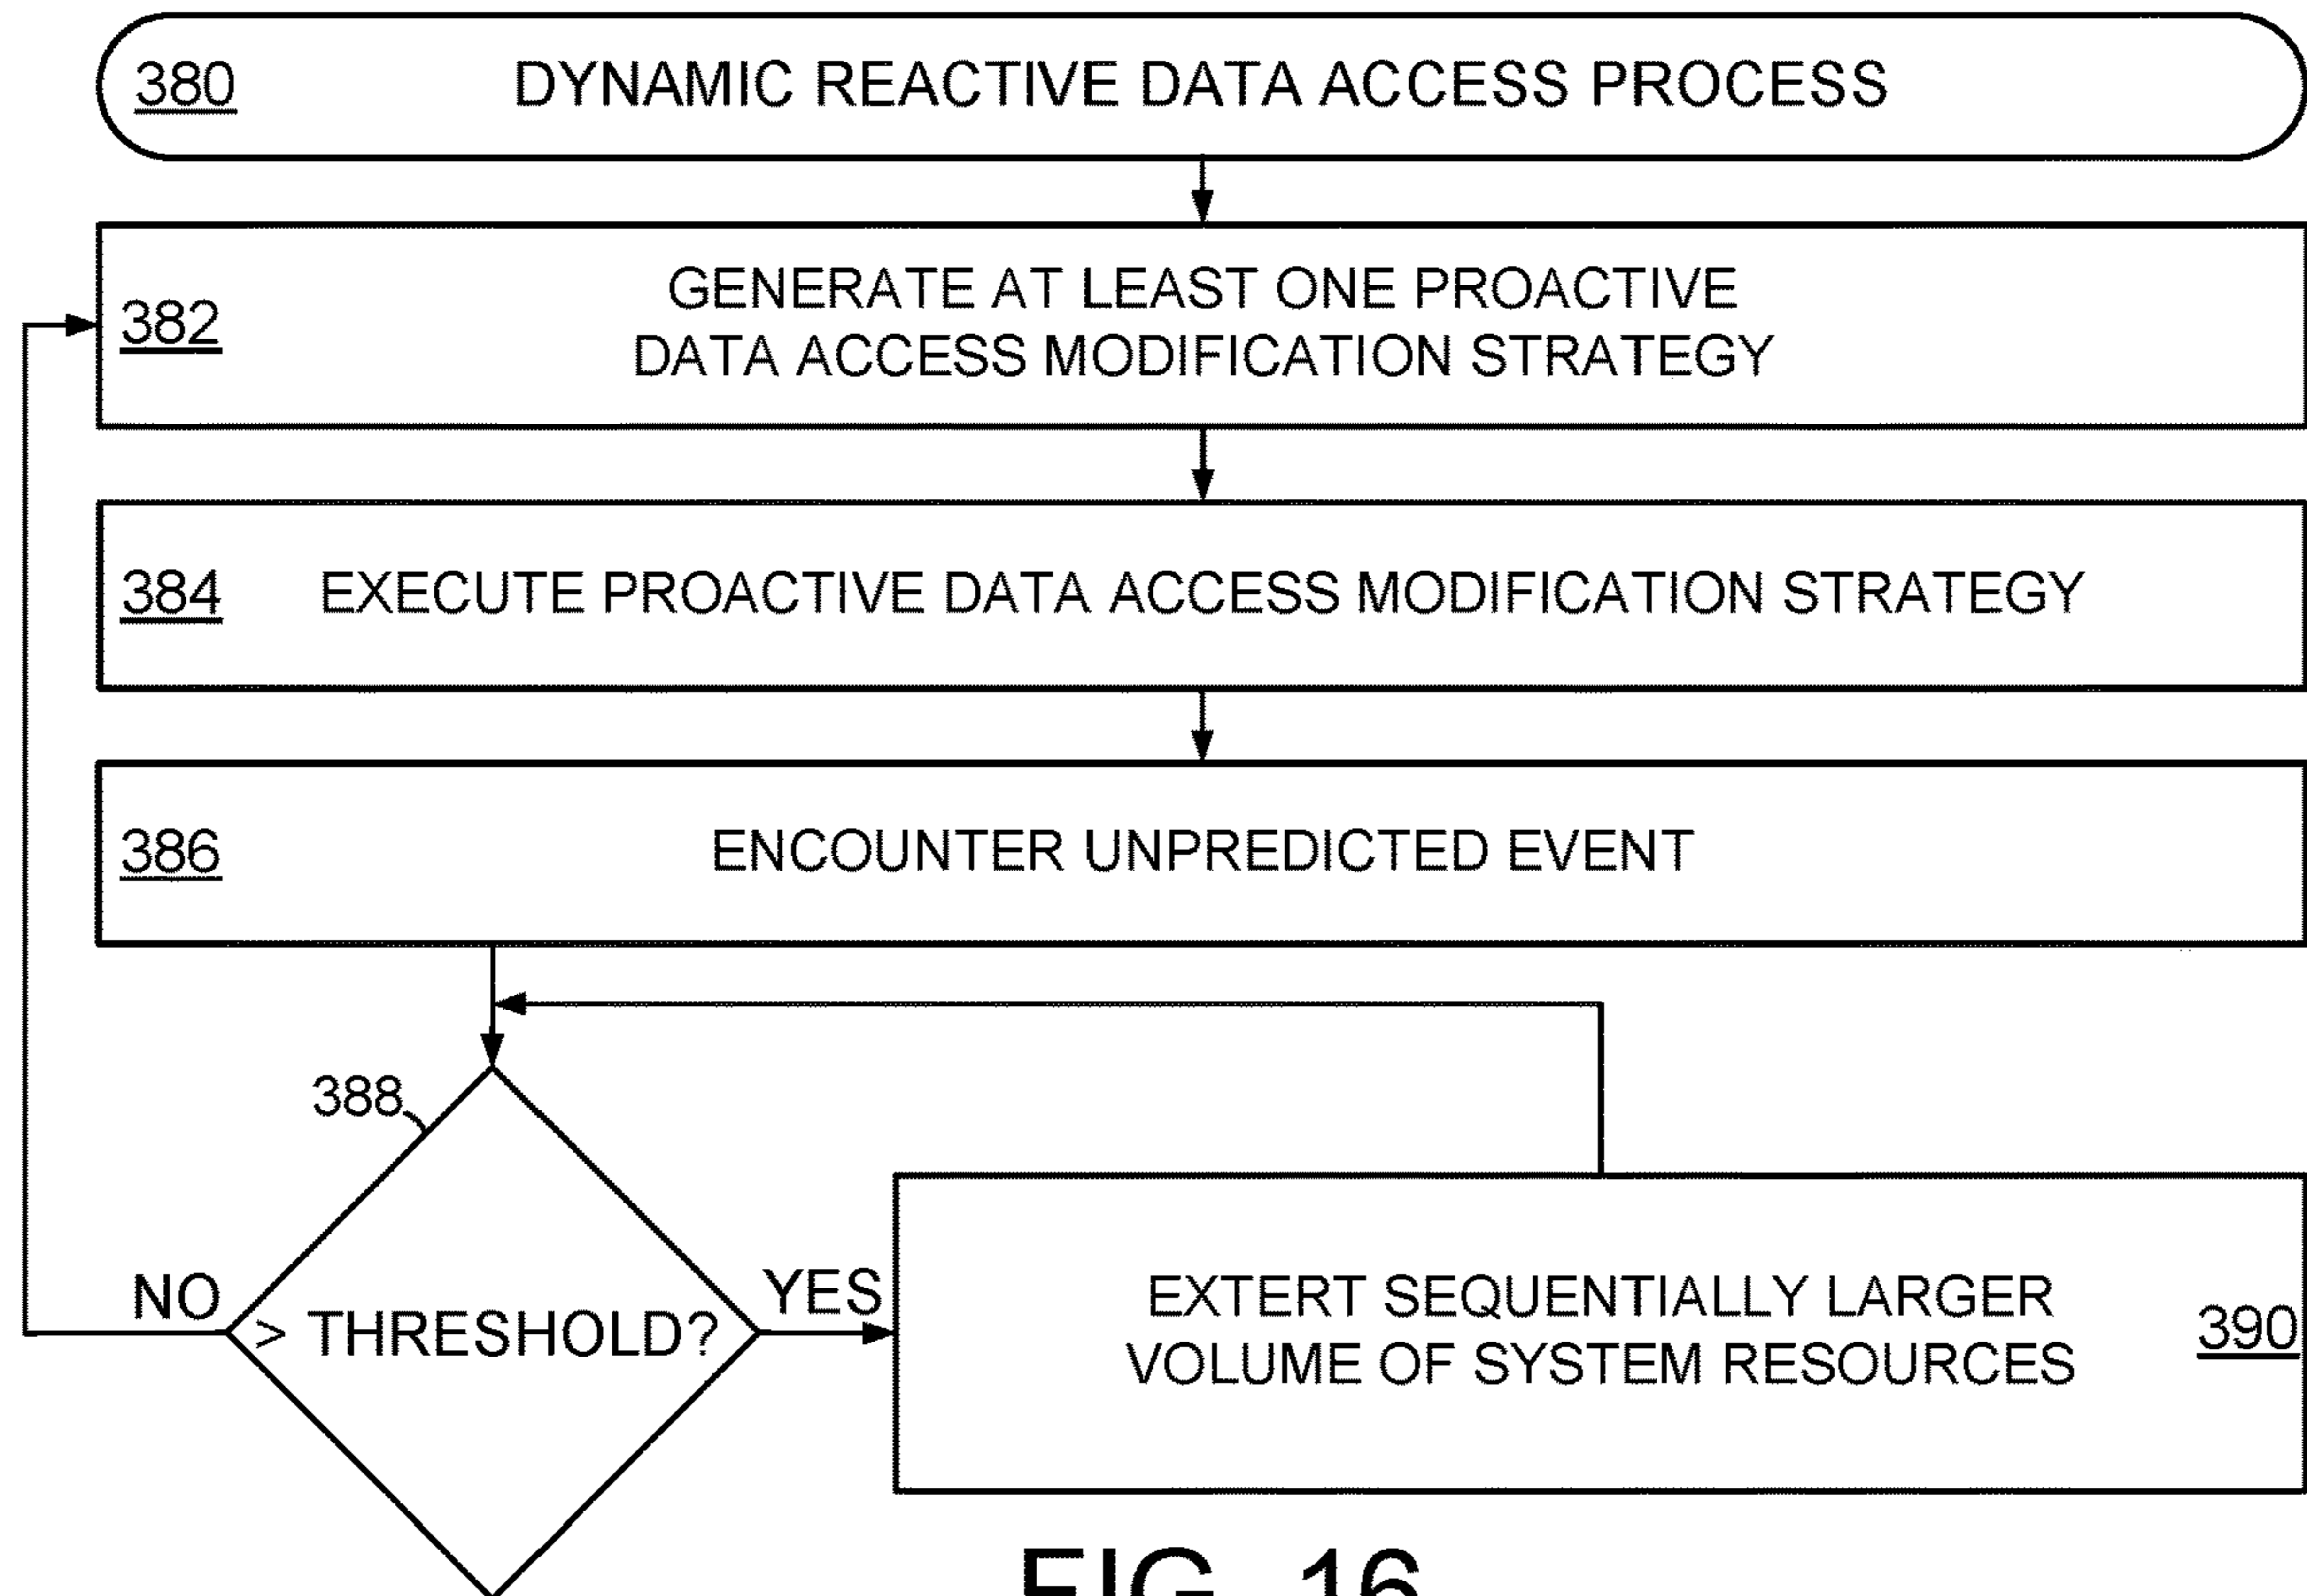 380 DYNAMIC REACTIVE DATA ACCESS PROCESS
382 GENERATE AT LEAST ONE PROACTIVE
DATA ACCESS MODIFICATION STRATEGY
384 EXECUTE PROACTIVE DATA ACCESS MODIFICATION STRATEGY
386 ENCOUNTER UNPREDICTED EVENT
388
NO
> THRESHOLD?
YES
EXTERT SEQUENTIALLY LARGER
VOLUME OF SYSTEM RESOURCES
390
FIG. 16